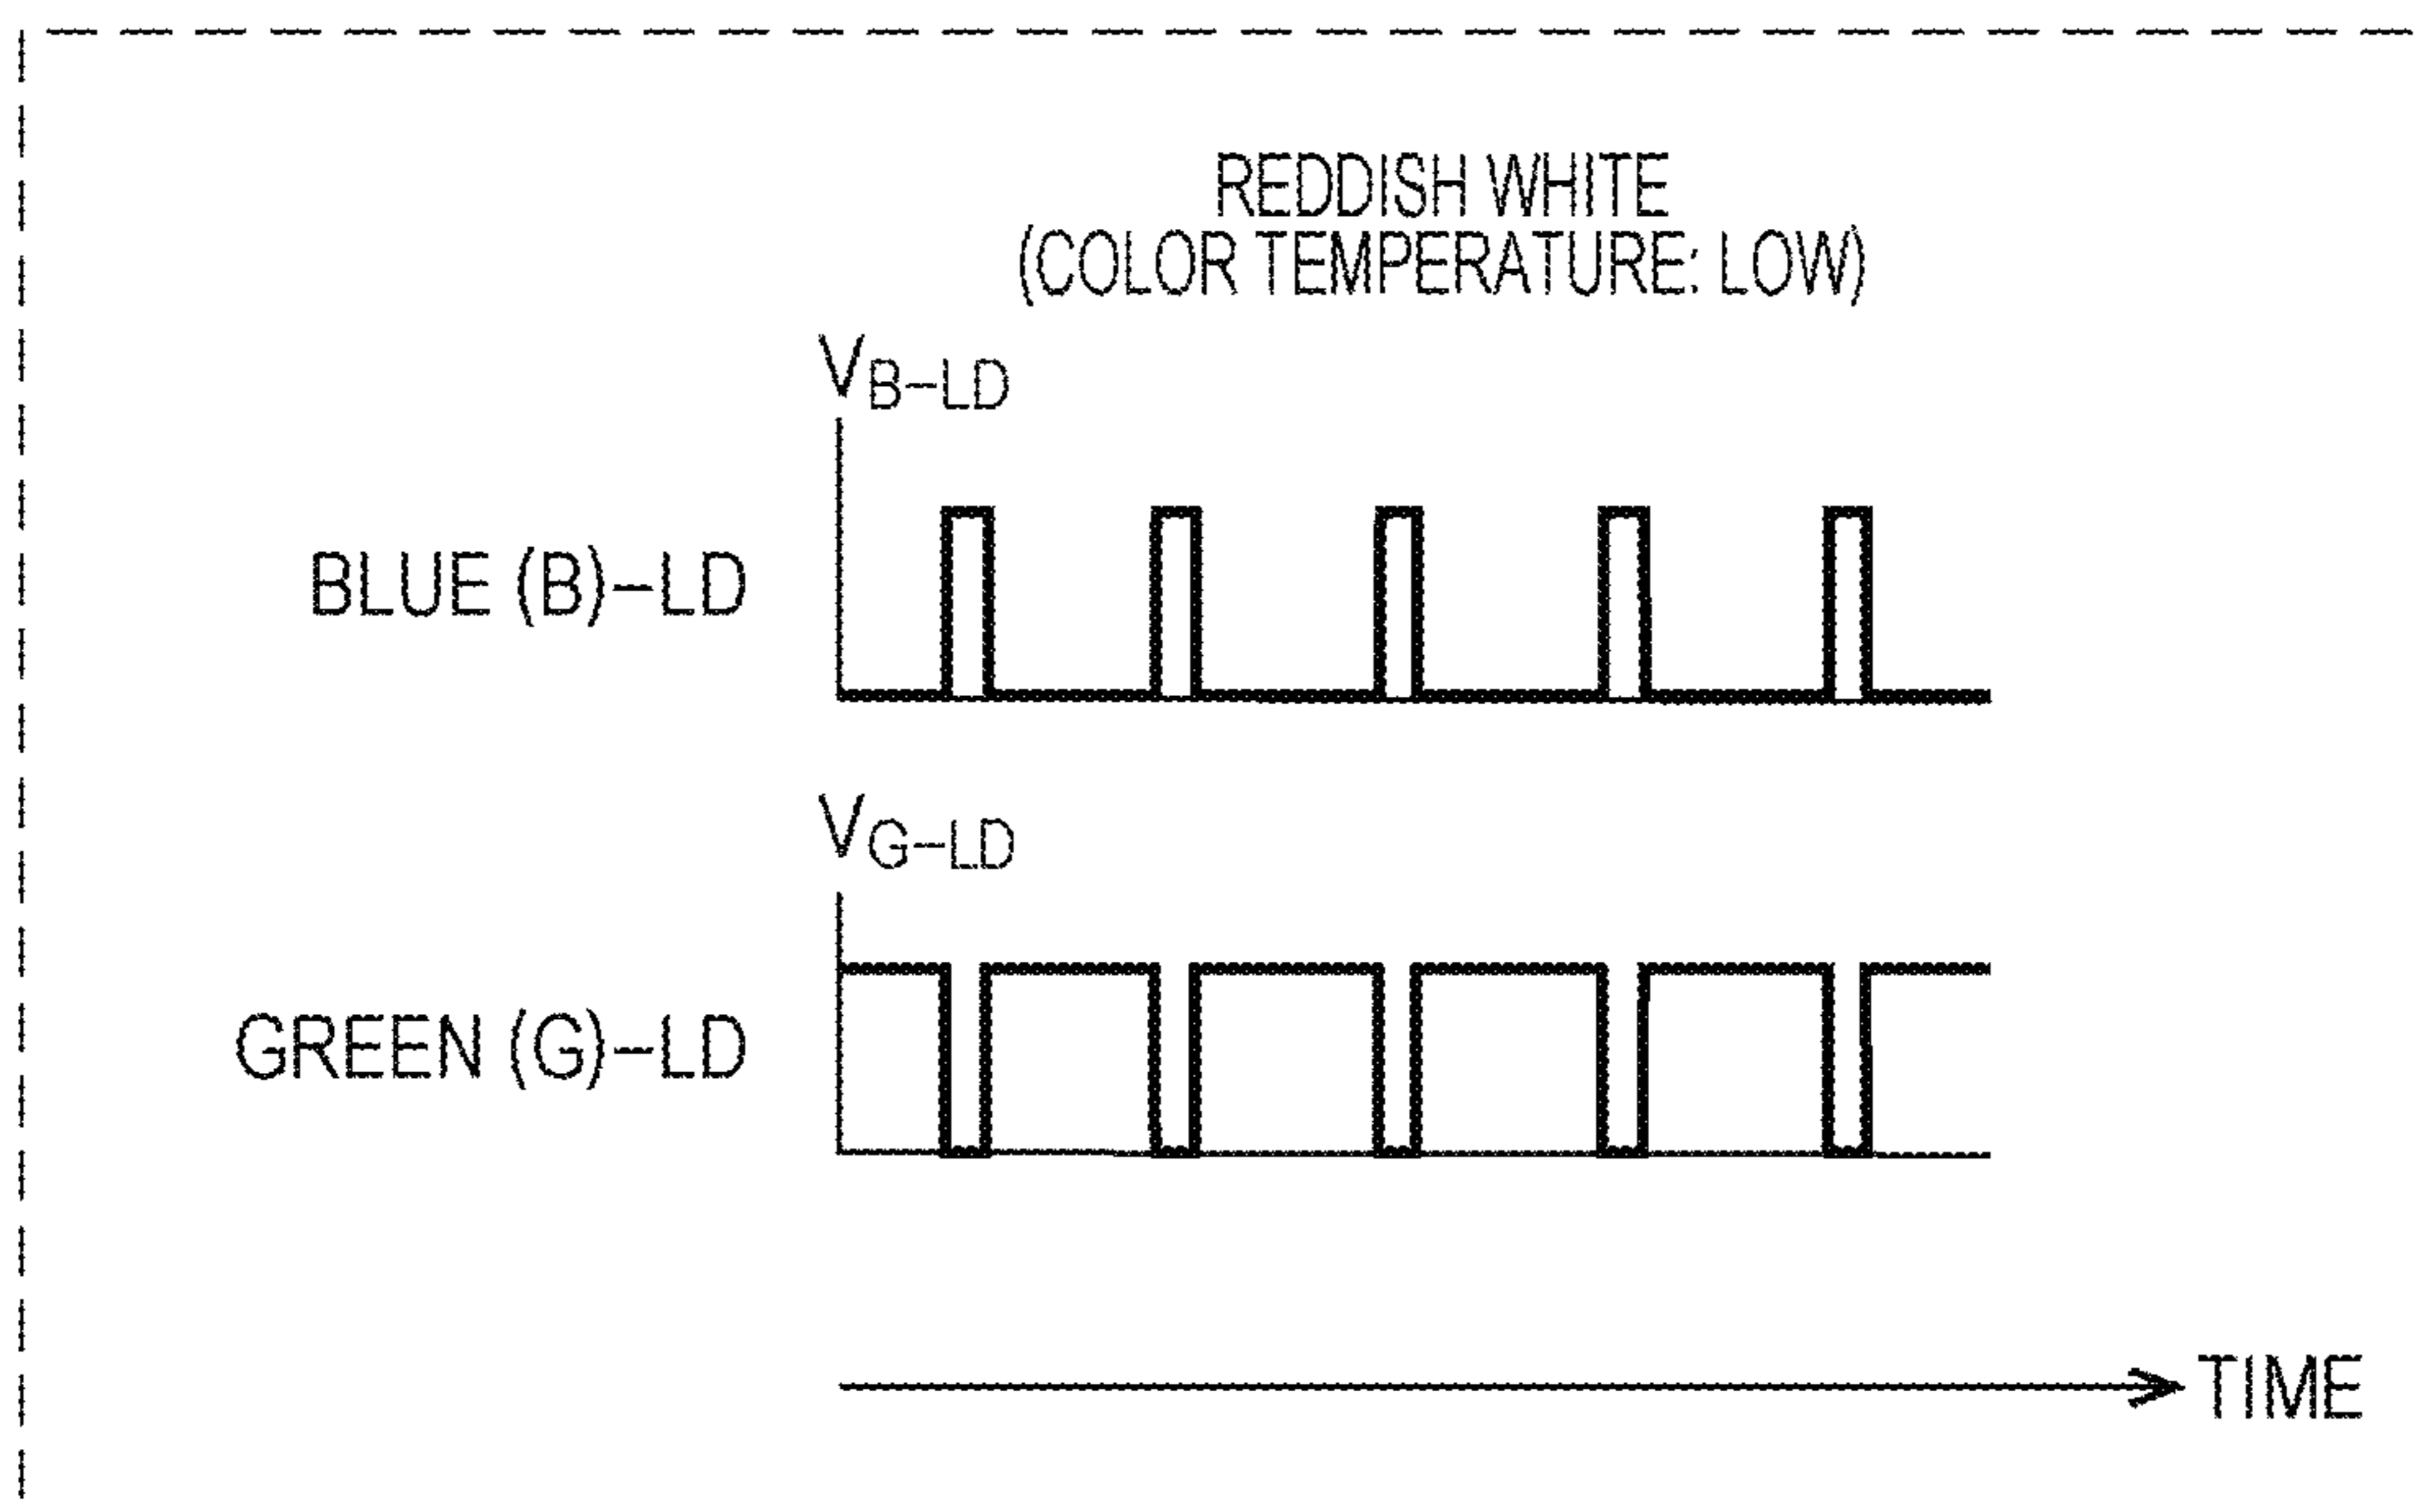 REDDISH WHITE
(COLOR TEMPERATURE: LOW)
VB-LD
BLUE (B)-LD
VG-LD
GREEN (G)-LD
TIME